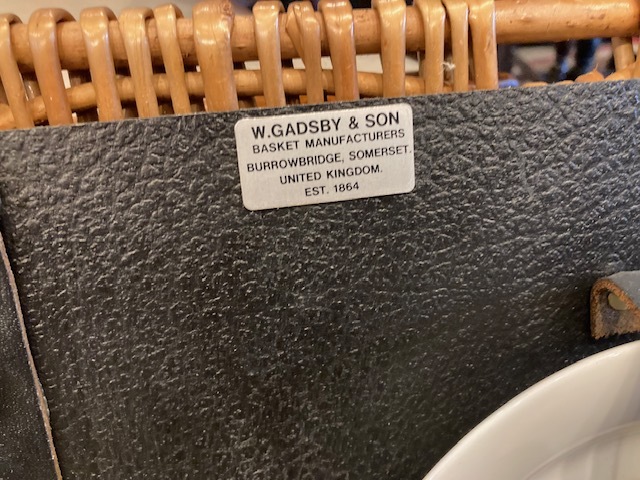 W.GADSBY & SON
BASKET MANUFACTURERS
BURROWBRIDGE, SOMERSET.
UNITED KINGDOM.
EST. 1864